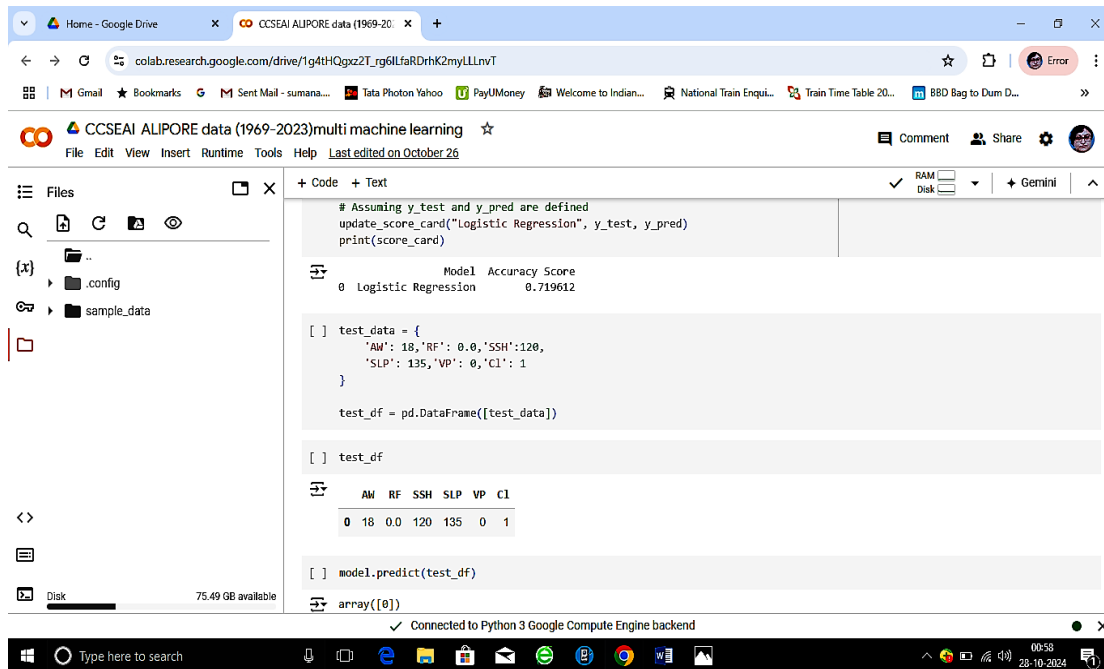 Home - Google Drive
CCSEAI ALIPORE data (1969-20
colab.research.google.com/drive/1g4tHQgxz2T_rg6ILfaRDrhK2myLLLnvT
Error
Gmail
Bookmarks
Sent Mail - sumana....
Tata Photon Yahoo
PayUMoney
Welcome to Indian...
National Train Enqui...
Train Time Table 20...
BBD Bag to Dum D...
»
CCSEAI ALIPORE data (1969-2023)multi machine learning
File Edit View Insert Runtime Tools Help Last edited on October 26
Comment
Share
Files
+ Code + Text
RAM
Disk
Gemini
..
.config
sample_data
{x}
<>
Disk
75.49 GB available
# Assuming y_test and y_pred are defined
update_score_card("Logistic Regression", y_test, y_pred)
print(score_card)
Model Accuracy Score
0 Logistic Regression 0.719612
[ ] test_data = {
'AW': 18,'RF': 0.0,'SSH':120,
'SLP': 135,'VP': 0,'Cl': 1
}
test_df = pd.DataFrame([test_data])
[ ] test_df
AW RF SSH SLP VP Cl
0 18 0.0 120 135 0 1
[ ] model.predict(test_df)
array([0])
Connected to Python 3 Google Compute Engine backend
Type here to search
00:58
28-10-2024